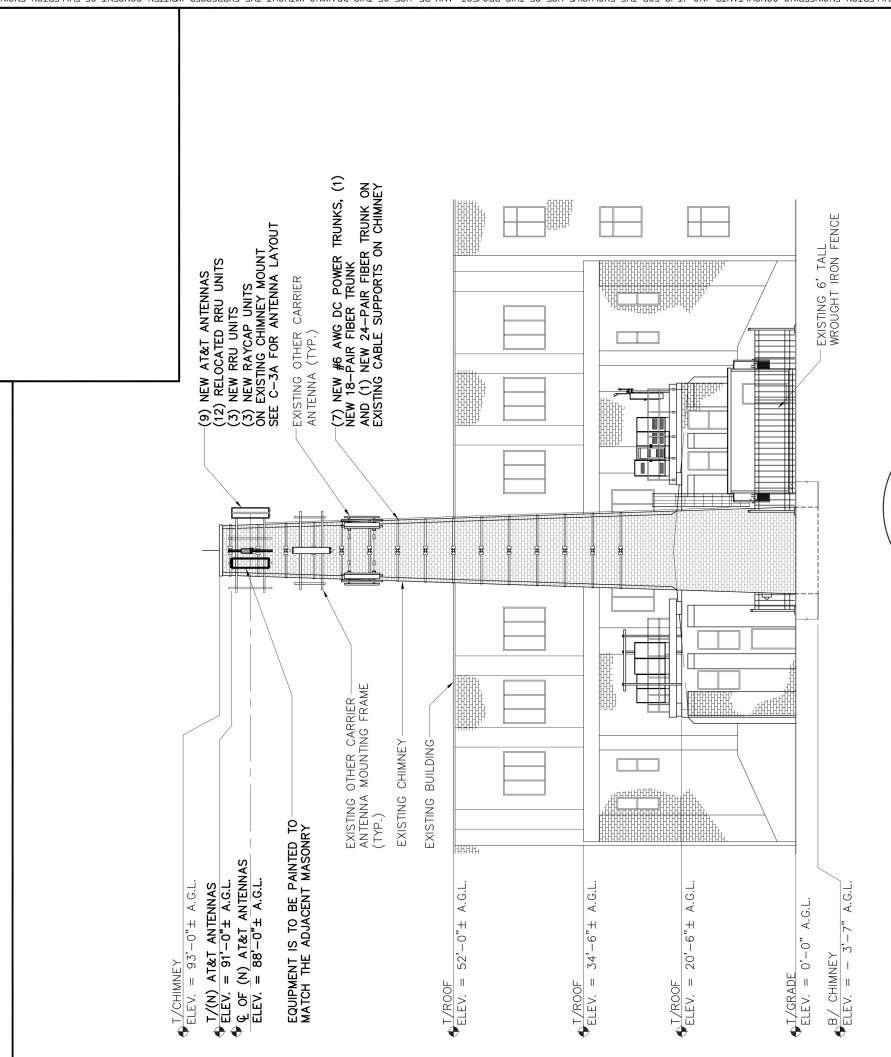 (9) NEW AT&T ANTENNAS
(12) RELOCATED RRU UNITS
(3) NEW RRU UNITS
(3) NEW RAYCAP UNITS
ON EXISTING CHIMNEY MOUNT
SEE C-3A FOR ANTENNA LAYOUT
EXISTING OTHER CARRIER
ANTENNA (TYP.)
(7) NEW #6 AWG DC POWER TRUNKS, (1)
NEW 18-PAIR FIBER TRUNK
AND (1) NEW 24-PAIR FIBER TRUNK ON
EXISTING CABLE SUPPORTS ON CHIMNEY
EXISTING 6' TALL
WROUGHT IRON FENCE
T/CHIMNEY
ELEV. = 93'-0"± A.G.L.
T/(N) AT&T ANTENNAS
ELEV. = 91'-0"± A.G.L.
℄ OF (N) AT&T ANTENNAS
ELEV. = 88'-0"± A.G.L.
EQUIPMENT IS TO BE PAINTED TO
MATCH THE ADJACENT MASONRY
EXISTING OTHER CARRIER
ANTENNA MOUNTING FRAME
(TYP.)
EXISTING CHIMNEY
EXISTING BUILDING
T/ROOF
ELEV. = 52'-0"± A.G.L.
T/ROOF
ELEV. = 34'-6"± A.G.L.
T/ROOF
ELEV. = 20'-6"± A.G.L.
T/GRADE
ELEV. = 0'-0" A.G.L.
B/ CHIMNEY
ELEV. = - 3'-7" A.G.L.